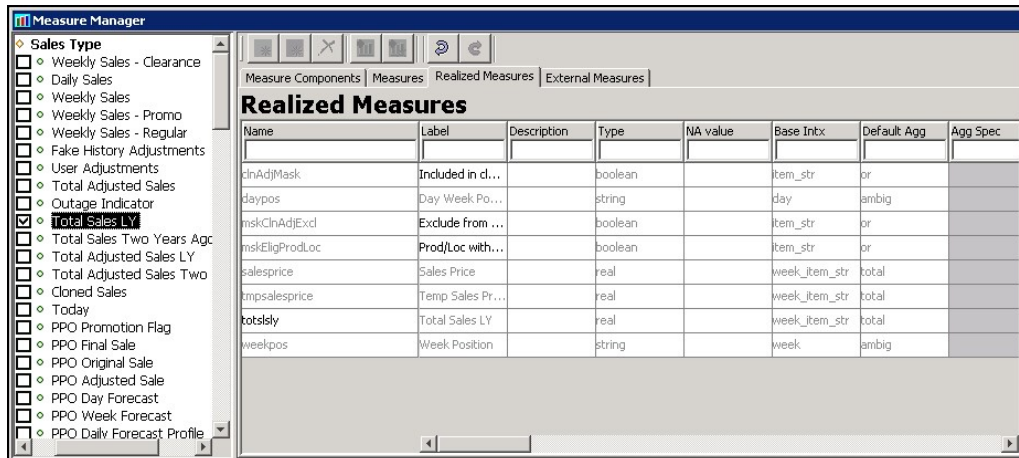 Measure Manager
Sales Type
Weekly Sales - Clearance
Daily Sales
Weekly Sales
Weekly Sales - Promo
Weekly Sales - Regular
Fake History Adjustments
User Adjustments
Total Adjusted Sales
Outage Indicator
Total Sales LY
Total Sales Two Years Ago
Total Adjusted Sales LY
Total Adjusted Sales Two
Cloned Sales
Today
PPO Promotion Flag
PPO Final Sale
PPO Original Sale
PPO Adjusted Sale
PPO Day Forecast
PPO Week Forecast
PPO Daily Forecast Profile
Measure Components Measures Realized Measures External Measures
Realized Measures
Name Label Description Type NA value Base Intx Default Agg Agg Spec
clnAdjMask Included in cl... boolean item_str or
daypos Day Week Po... string day ambig
mskClnAdjExcl Exclude from ... boolean item_str or
mskEligProdLoc Prod/Loc with... boolean item_str or
salesprice Sales Price real week_item_str total
tmpsalesprice Temp Sales Pr... real week_item_str total
totslsly Total Sales LY real week_item_str total
weekpos Week Position string week ambig